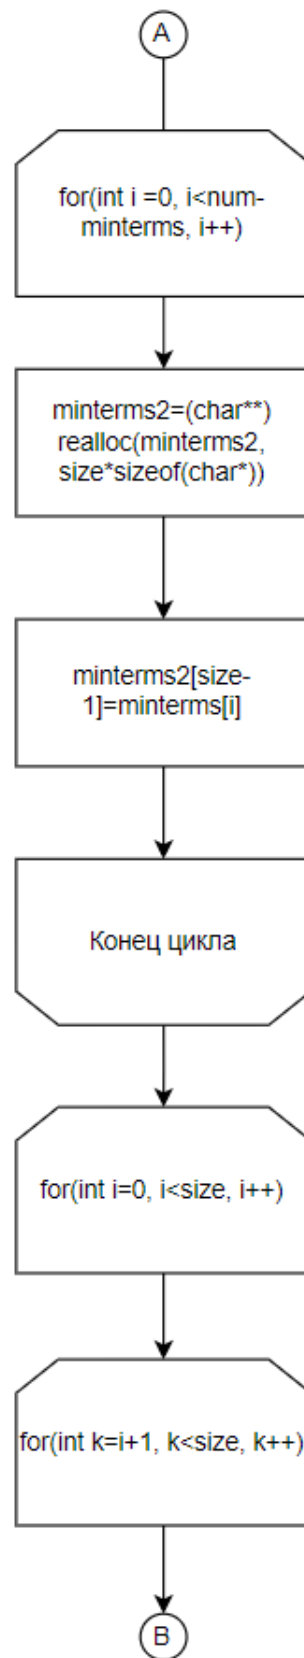 A
for(int i =0, i<num-
minterms, i++)
minterms2=(char**)
realloc(minterms2,
size*sizeof(char*))
minterms2[size-
1]=minterms[i]
Конец цикла
for(int i=0, i<size, i++)
for(int k=i+1, k<size, k++)
B